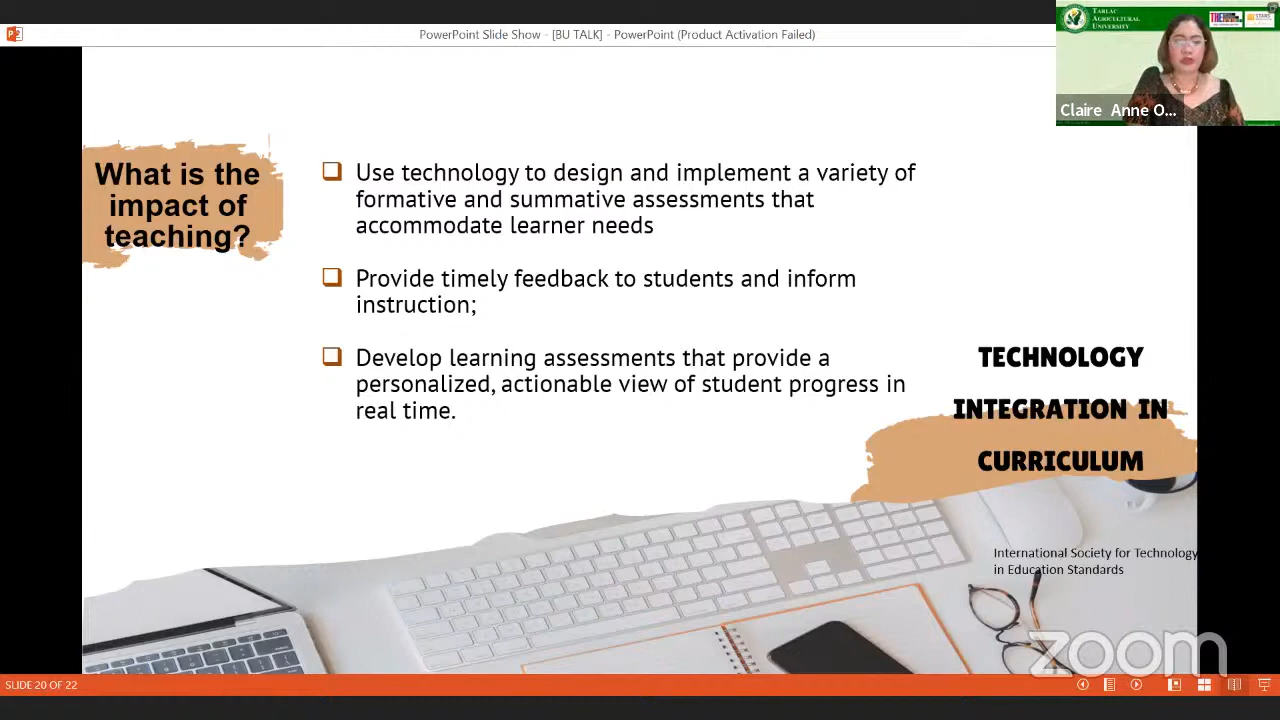 PowerPoint Slide Show - [BU TALK] - PowerPoint (Product Activation Failed)
TARLAC
AGRICULTURAL
UNIVERSITY
Claire Anne O...
What is the
impact of
teaching?
Use technology to design and implement a variety of
formative and summative assessments that
accommodate learner needs
Provide timely feedback to students and inform
instruction;
Develop learning assessments that provide a
personalized, actionable view of student progress in
real time.
TECHNOLOGY
INTEGRATION IN
CURRICULUM
International Society for Technology
in Education Standards
zoom
SLIDE 20 OF 22